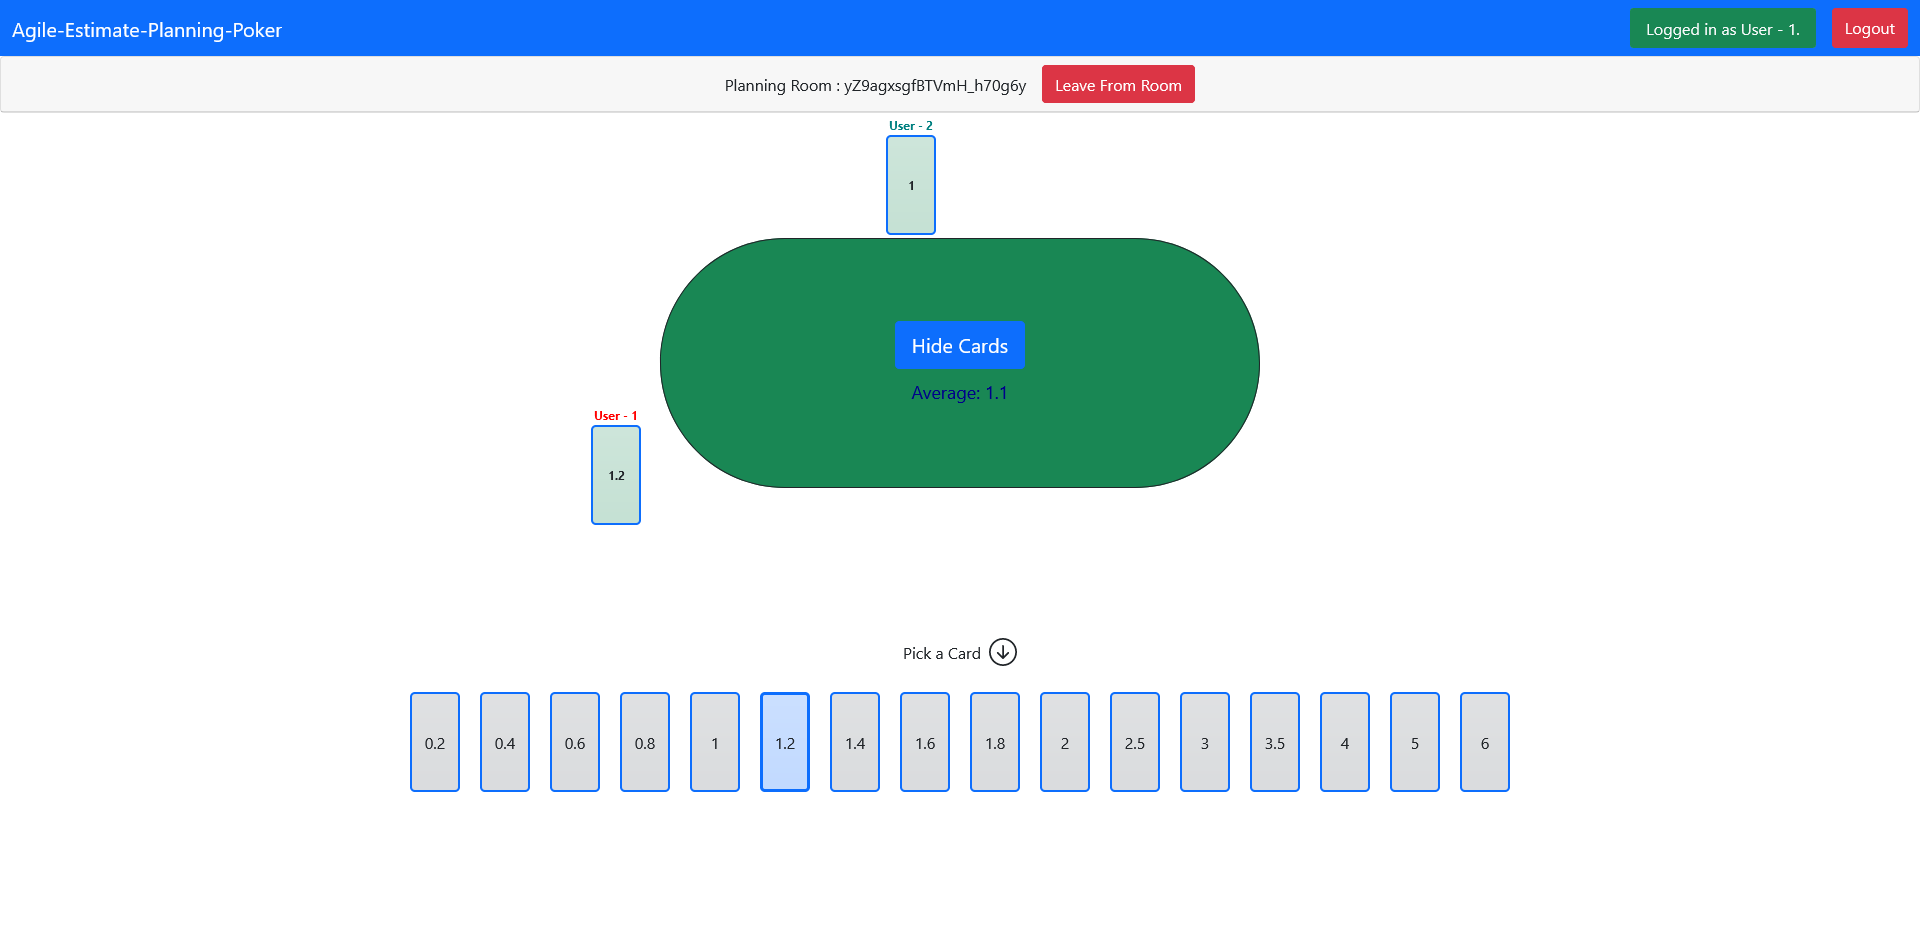 Agile-Estimate-Planning-Poker
Logged in as User - 1.
Logout
Planning Room : yZ9agxsgfBTVmH_h70g6y
Leave From Room
User - 2
1
Hide Cards
Average: 1.1
User - 1
1.2
Pick a Card
0.2 0.4 0.6 0.8 1 1.2 1.4 1.6 1.8 2 2.5 3 3.5 4 5 6